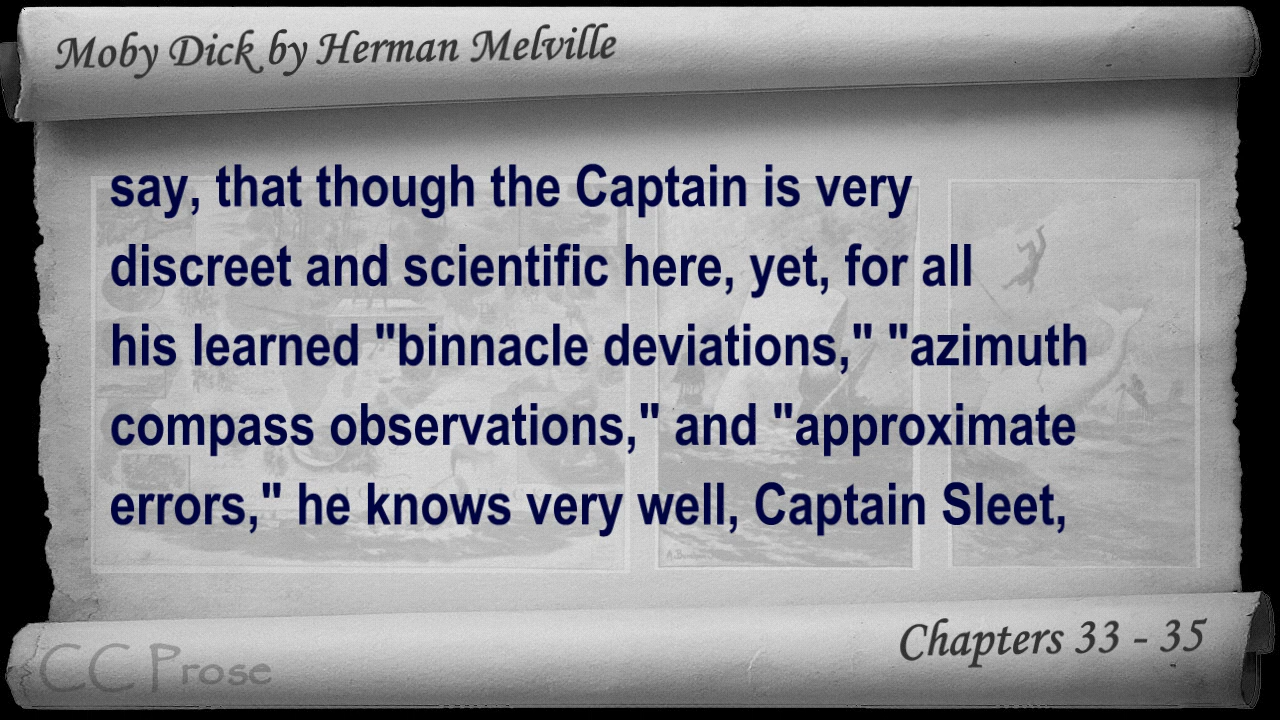 Moby Dick by Herman Melville
say, that though the Captain is very
discreet and scientific here, yet, for all
his learned "binnacle deviations," "azimuth
compass observations," and "approximate
errors," he knows very well, Captain Sleet,
Chapters 33 - 35
CC Prose